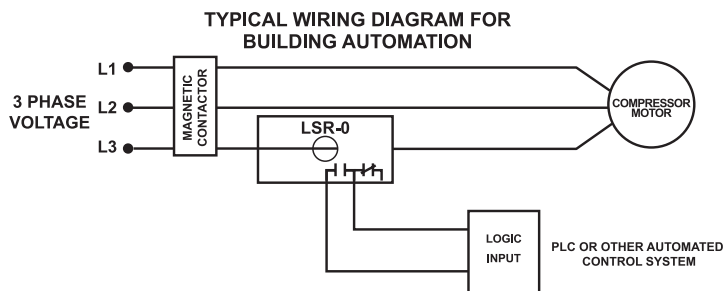 TYPICAL WIRING DIAGRAM FOR
BUILDING AUTOMATION
3 PHASE
VOLTAGE
L1
L2
L3
MAGNETIC
CONTACTOR
LSR-0
COMPRESSOR
MOTOR
LOGIC
INPUT
PLC OR OTHER AUTOMATED
CONTROL SYSTEM